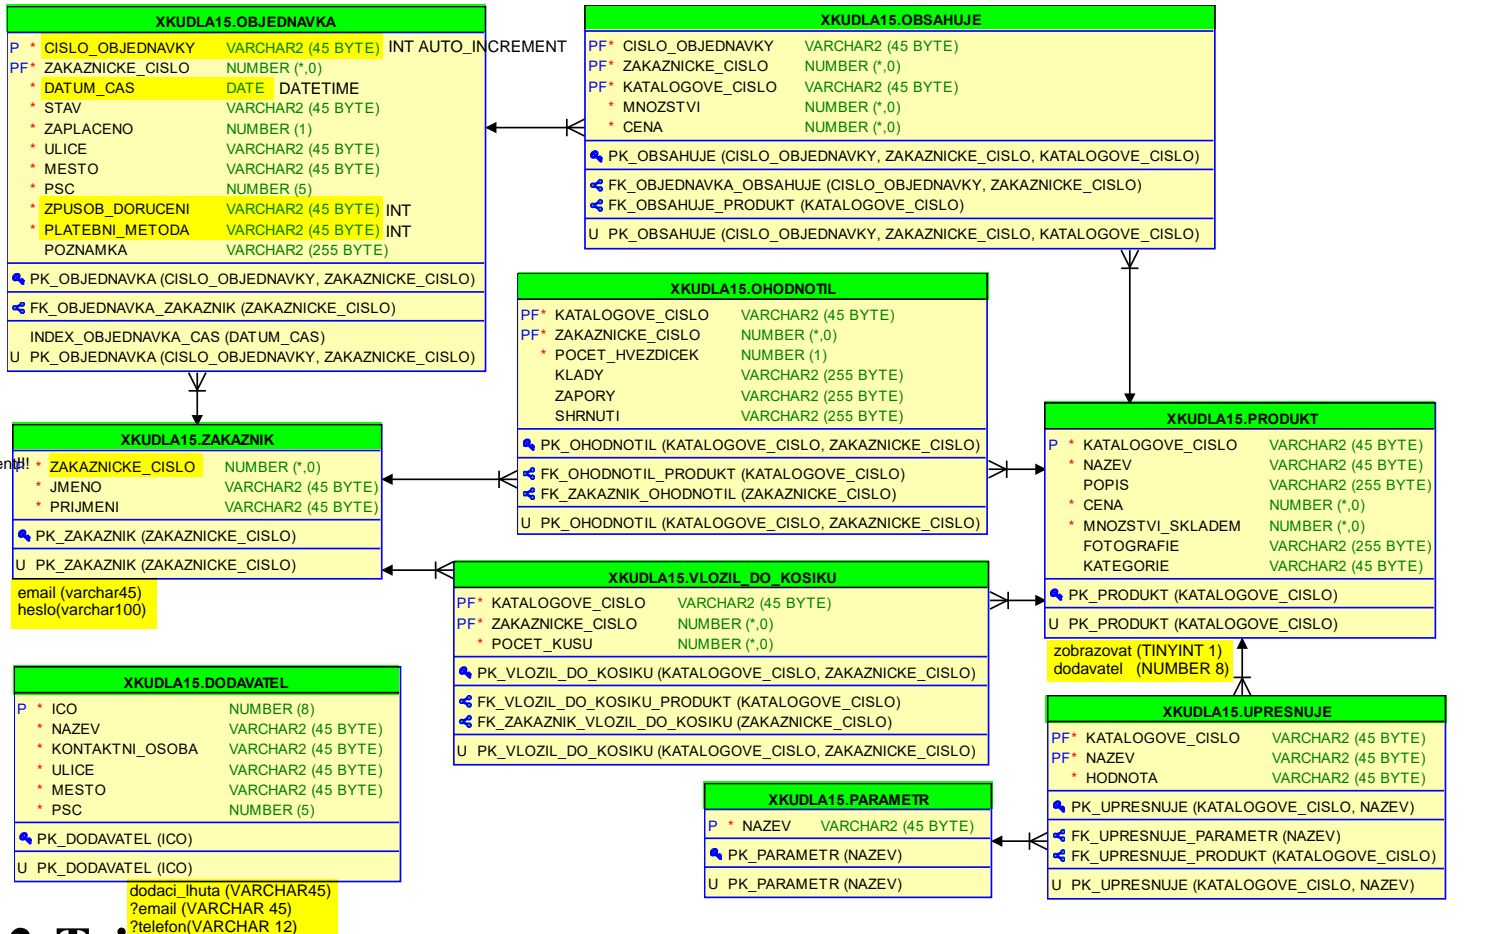 XKUDLA15.OBJEDNAVKA
P * CISLO_OBJEDNAVKY VARCHAR2 (45 BYTE) INT AUTO_INCREMENT
PF* ZAKAZNICKE_CISLO NUMBER (*,0)
* DATUM_CAS DATE DATETIME
* STAV VARCHAR2 (45 BYTE)
* ZAPLACENO NUMBER (1)
* ULICE VARCHAR2 (45 BYTE)
* MESTO VARCHAR2 (45 BYTE)
* PSC NUMBER (5)
* ZPUSOB_DORUCENI VARCHAR2 (45 BYTE) INT
* PLATEBNI_METODA VARCHAR2 (45 BYTE) INT
POZNAMKA VARCHAR2 (255 BYTE)
PK_OBJEDNAVKA (CISLO_OBJEDNAVKY, ZAKAZNICKE_CISLO)
FK_OBJEDNAVKA_ZAKAZNIK (ZAKAZNICKE_CISLO)
INDEX_OBJEDNAVKA_CAS (DATUM_CAS)
U PK_OBJEDNAVKA (CISLO_OBJEDNAVKY, ZAKAZNICKE_CISLO)
XKUDLA15.OBSAHUJE
PF* CISLO_OBJEDNAVKY VARCHAR2 (45 BYTE)
PF* ZAKAZNICKE_CISLO NUMBER (*,0)
PF* KATALOGOVE_CISLO VARCHAR2 (45 BYTE)
* MNOZSTVI NUMBER (*,0)
* CENA NUMBER (*,0)
PK_OBSAHUJE (CISLO_OBJEDNAVKY, ZAKAZNICKE_CISLO, KATALOGOVE_CISLO)
FK_OBJEDNAVKA_OBSAHUJE (CISLO_OBJEDNAVKY, ZAKAZNICKE_CISLO)
FK_OBSAHUJE_PRODUKT (KATALOGOVE_CISLO)
U PK_OBSAHUJE (CISLO_OBJEDNAVKY, ZAKAZNICKE_CISLO, KATALOGOVE_CISLO)
XKUDLA15.OHODNOTIL
PF* KATALOGOVE_CISLO VARCHAR2 (45 BYTE)
PF* ZAKAZNICKE_CISLO NUMBER (*,0)
* POCET_HVEZDICEK NUMBER (1)
KLADY VARCHAR2 (255 BYTE)
ZAPORY VARCHAR2 (255 BYTE)
SHRNUTI VARCHAR2 (255 BYTE)
PK_OHODNOTIL (KATALOGOVE_CISLO, ZAKAZNICKE_CISLO)
FK_OHODNOTIL_PRODUKT (KATALOGOVE_CISLO)
FK_ZAKAZNIK_OHODNOTIL (ZAKAZNICKE_CISLO)
U PK_OHODNOTIL (KATALOGOVE_CISLO, ZAKAZNICKE_CISLO)
XKUDLA15.ZAKAZNIK
P * ZAKAZNICKE_CISLO NUMBER (*,0)
* JMENO VARCHAR2 (45 BYTE)
* PRIJMENI VARCHAR2 (45 BYTE)
PK_ZAKAZNIK (ZAKAZNICKE_CISLO)
U PK_ZAKAZNIK (ZAKAZNICKE_CISLO)
email (varchar45)
heslo(varchar100)
XKUDLA15.PRODUKT
P * KATALOGOVE_CISLO VARCHAR2 (45 BYTE)
* NAZEV VARCHAR2 (45 BYTE)
POPIS VARCHAR2 (255 BYTE)
* CENA NUMBER (*,0)
* MNOZSTVI_SKLADEM NUMBER (*,0)
FOTOGRAFIE VARCHAR2 (255 BYTE)
KATEGORIE VARCHAR2 (45 BYTE)
PK_PRODUKT (KATALOGOVE_CISLO)
U PK_PRODUKT (KATALOGOVE_CISLO)
zobrazovat (TINYINT 1)
dodavatel (NUMBER 8)
XKUDLA15.VLOZIL_DO_KOSIKU
PF* KATALOGOVE_CISLO VARCHAR2 (45 BYTE)
PF* ZAKAZNICKE_CISLO NUMBER (*,0)
* POCET_KUSU NUMBER (*,0)
PK_VLOZIL_DO_KOSIKU (KATALOGOVE_CISLO, ZAKAZNICKE_CISLO)
FK_VLOZIL_DO_KOSIKU_PRODUKT (KATALOGOVE_CISLO)
FK_ZAKAZNIK_VLOZIL_DO_KOSIKU (ZAKAZNICKE_CISLO)
U PK_VLOZIL_DO_KOSIKU (KATALOGOVE_CISLO, ZAKAZNICKE_CISLO)
XKUDLA15.DODAVATEL
P * ICO NUMBER (8)
* NAZEV VARCHAR2 (45 BYTE)
* KONTAKTNI_OSOBA VARCHAR2 (45 BYTE)
* ULICE VARCHAR2 (45 BYTE)
* MESTO VARCHAR2 (45 BYTE)
* PSC NUMBER (5)
PK_DODAVATEL (ICO)
U PK_DODAVATEL (ICO)
dodaci_lhuta (VARCHAR45)
?email (VARCHAR 45)
?telefon(VARCHAR 12)
XKUDLA15.UPRESNUJE
PF* KATALOGOVE_CISLO VARCHAR2 (45 BYTE)
PF* NAZEV VARCHAR2 (45 BYTE)
* HODNOTA VARCHAR2 (45 BYTE)
PK_UPRESNUJE (KATALOGOVE_CISLO, NAZEV)
FK_UPRESNUJE_PARAMETR (NAZEV)
FK_UPRESNUJE_PRODUKT (KATALOGOVE_CISLO)
U PK_UPRESNUJE (KATALOGOVE_CISLO, NAZEV)
XKUDLA15.PARAMETR
P * NAZEV VARCHAR2 (45 BYTE)
PK_PARAMETR (NAZEV)
U PK_PARAMETR (NAZEV)